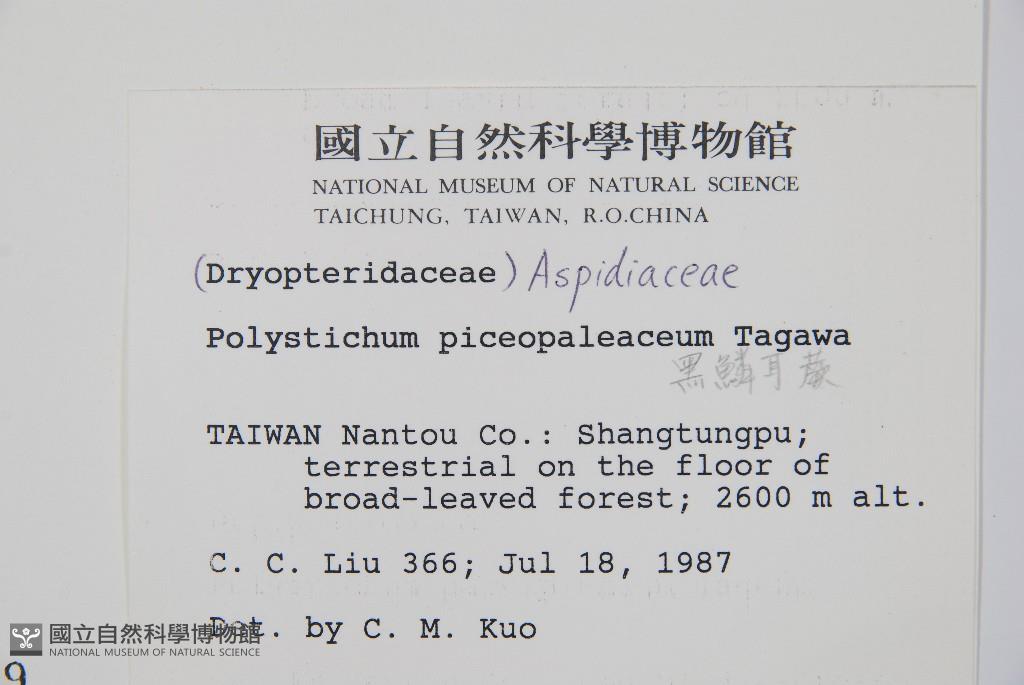 國立自然科學博物館
NATIONAL MUSEUM OF NATURAL SCIENCE
TAICHUNG, TAIWAN, R.O.CHINA
(Dryopteridaceae) Aspidiaceae
Polystichum piceopaleaceum Tagawa
黑鱗耳蕨
TAIWAN Nantou Co.: Shangtungpu;
terrestrial on the floor of
broad-leaved forest; 2600 m alt.
C. C. Liu 366; Jul 18, 1987
Det. by C. M. Kuo
國立自然科學博物館
NATIONAL MUSEUM OF NATURAL SCIENCE
9